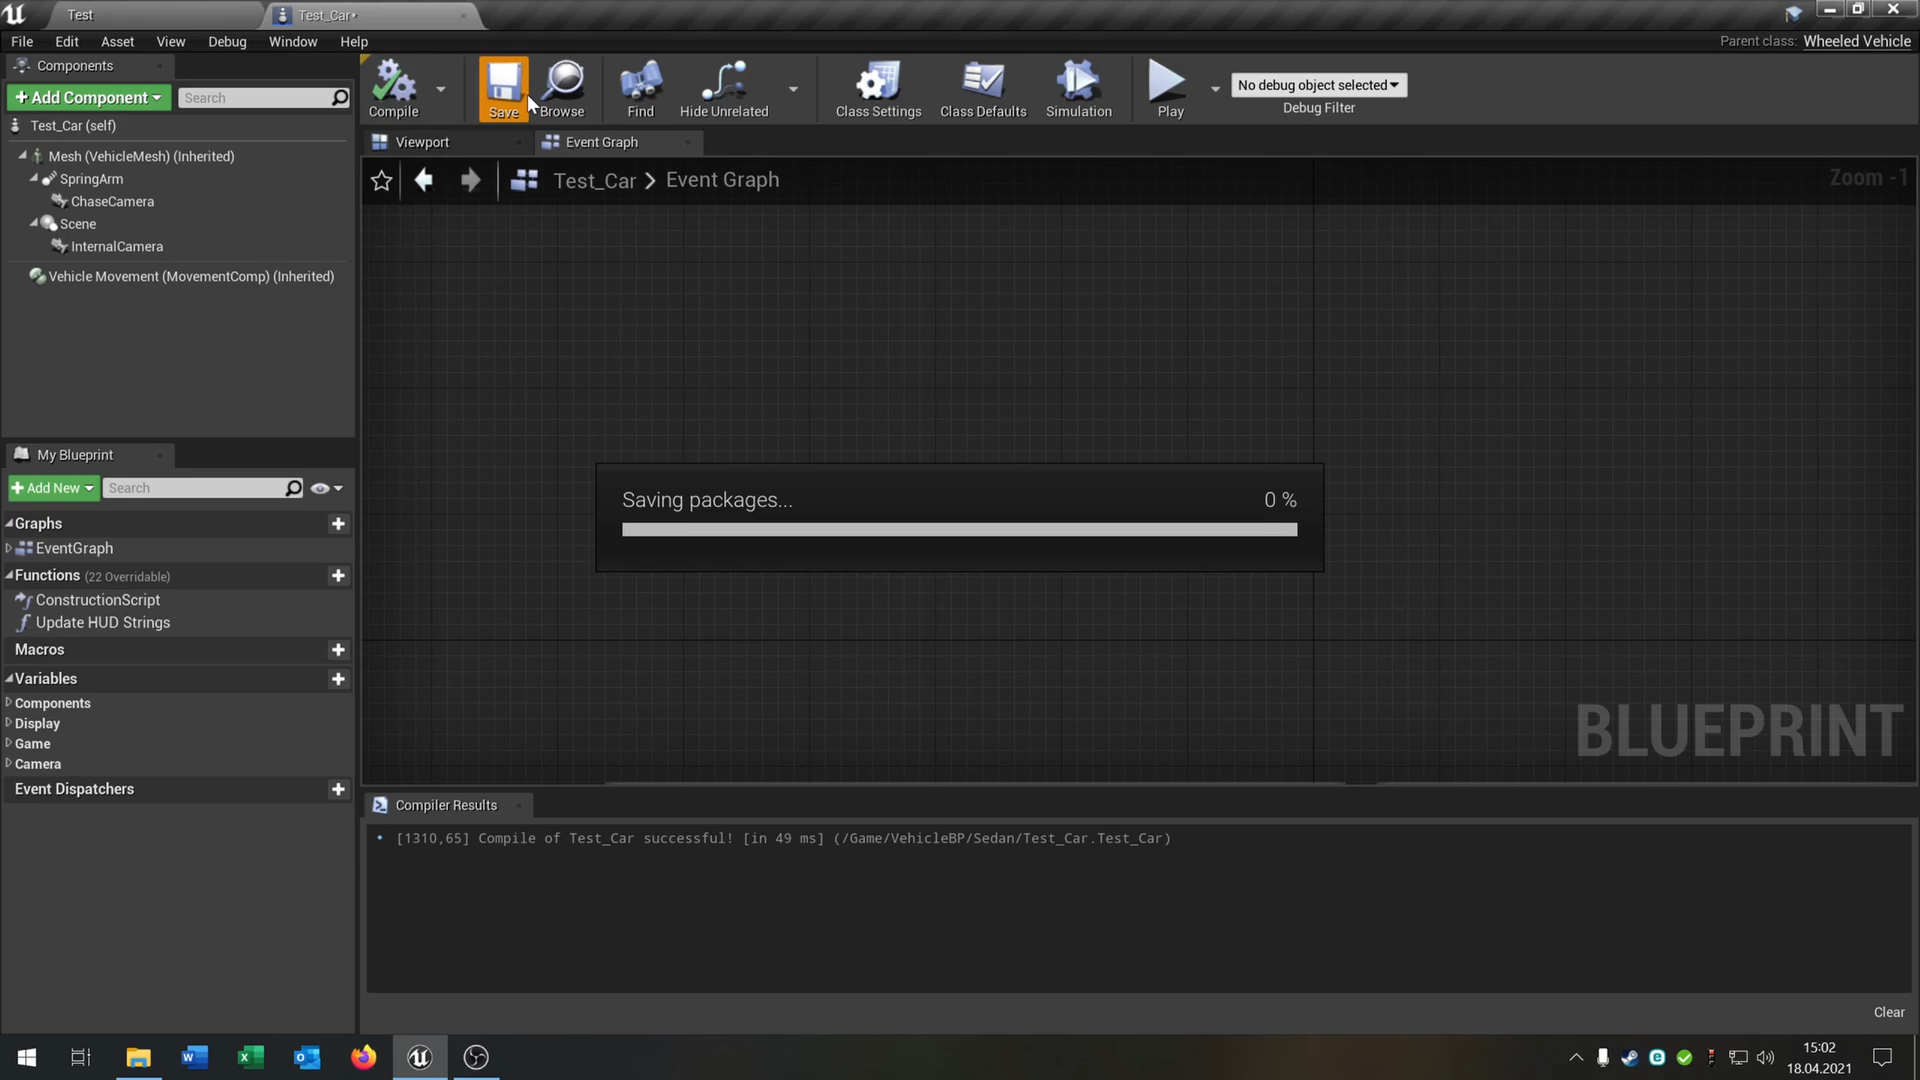 Test
Test_Car*
File Edit Asset View Debug Window Help
Parent class: Wheeled Vehicle
Components
+ Add Component
Search
Test_Car (self)
Mesh (VehicleMesh) (Inherited)
SpringArm
ChaseCamera
Scene
InternalCamera
Vehicle Movement (MovementComp) (Inherited)
Compile
Save
Browse
Find
Hide Unrelated
Class Settings
Class Defaults
Simulation
Play
No debug object selected
Debug Filter
Viewport
Event Graph
Test_Car > Event Graph
Zoom -1
Saving packages... 0 %
BLUEPRINT
My Blueprint
+ Add New
Search
Graphs
EventGraph
Functions (22 Overridable)
ConstructionScript
Update HUD Strings
Macros
Variables
Components
Display
Game
Camera
Event Dispatchers
Compiler Results
[1310,65] Compile of Test_Car successful! [in 49 ms] (/Game/VehicleBP/Sedan/Test_Car.Test_Car)
Clear
15:02
18.04.2021